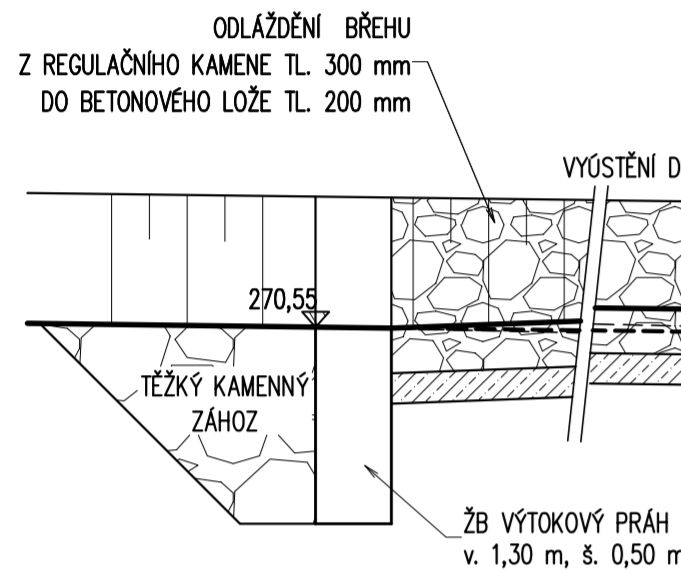 ODLÁŽDĚNÍ BŘEHU
Z REGULAČNÍHO KAMENE TL. 300 mm
DO BETONOVÉHO LOŽE TL. 200 mm
VYÚSTĚNÍ D
270,55
TĚŽKÝ KAMENNÝ
ZÁHOZ
ŽB VÝTOKOVÝ PRÁH
v. 1,30 m, š. 0,50 m